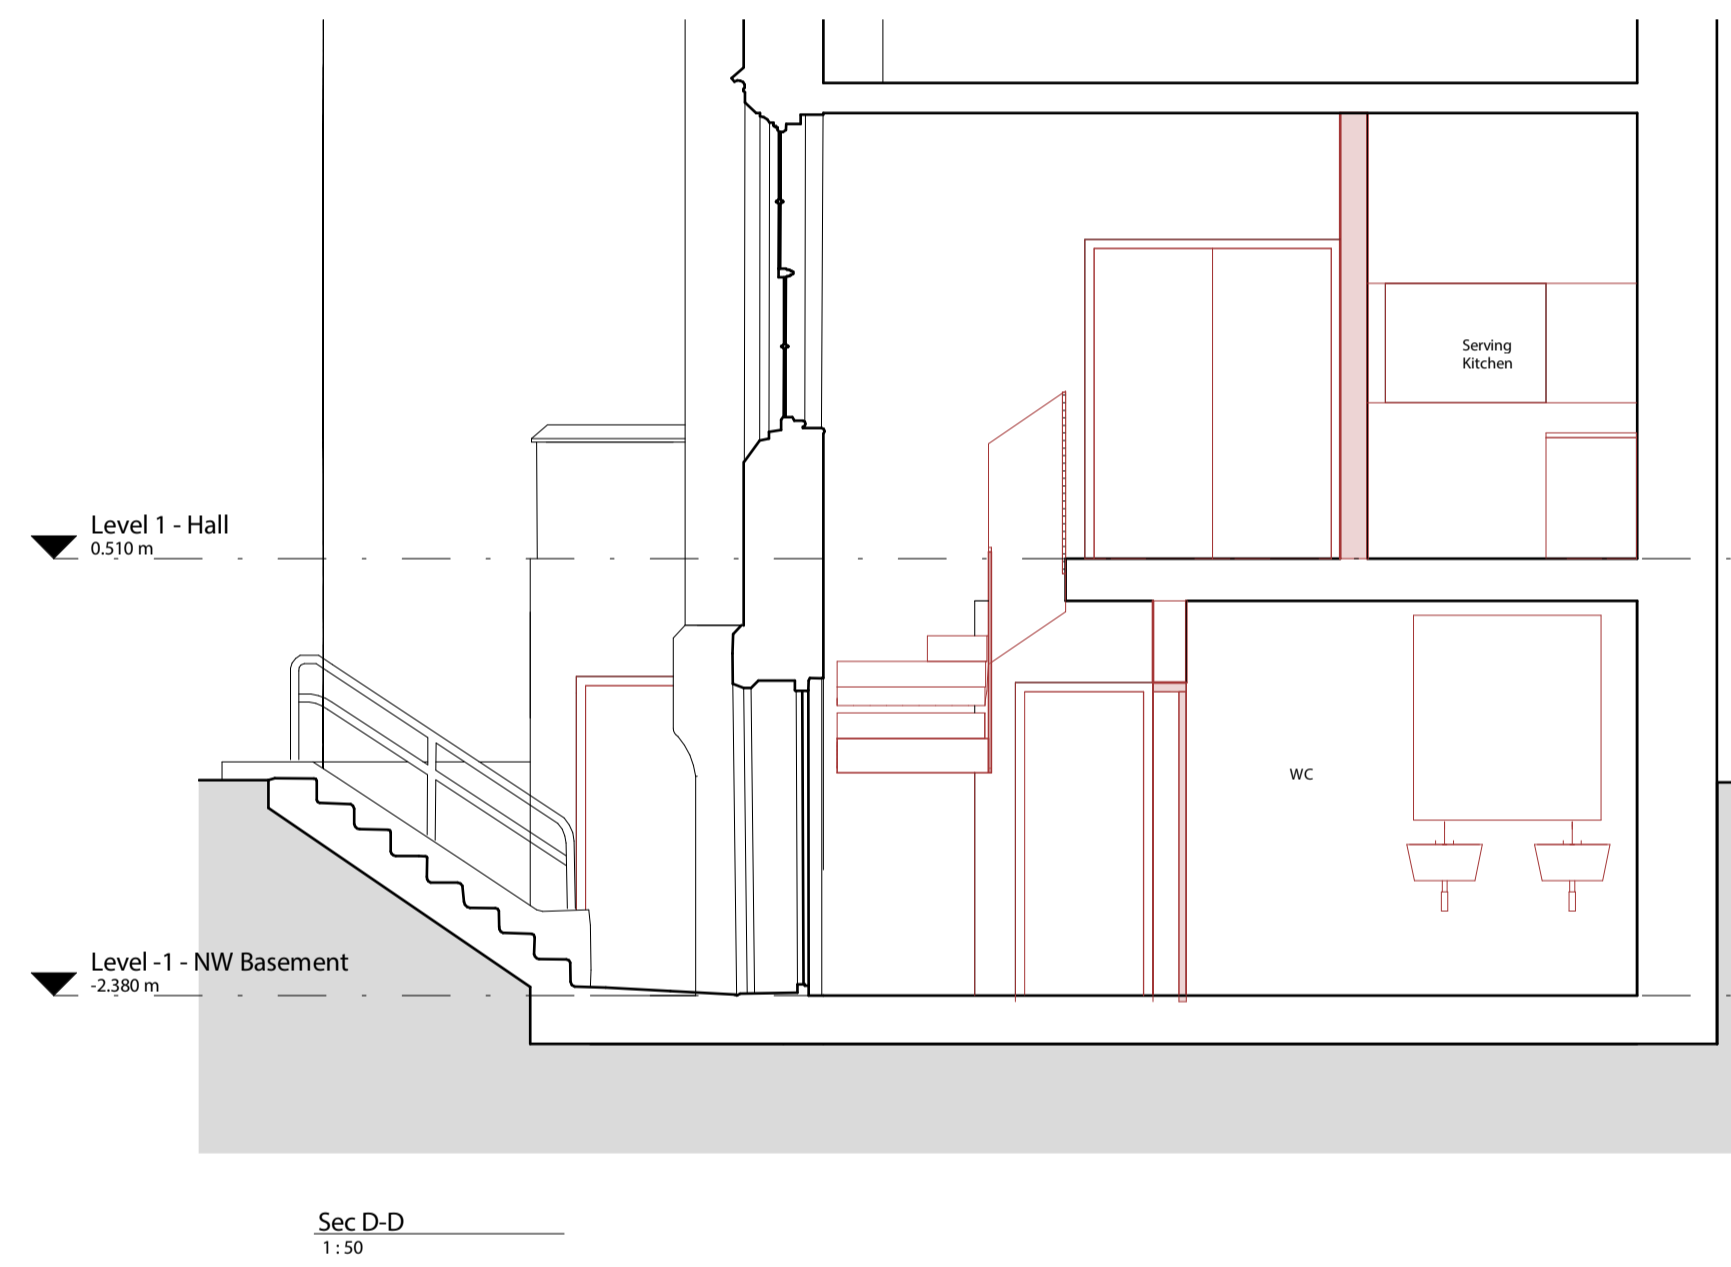 Serving
Kitchen
Level 1 - Hall
0.510 m
WC
Level -1 - NW Basement
-2.380 m
Sec D-D
1 : 50